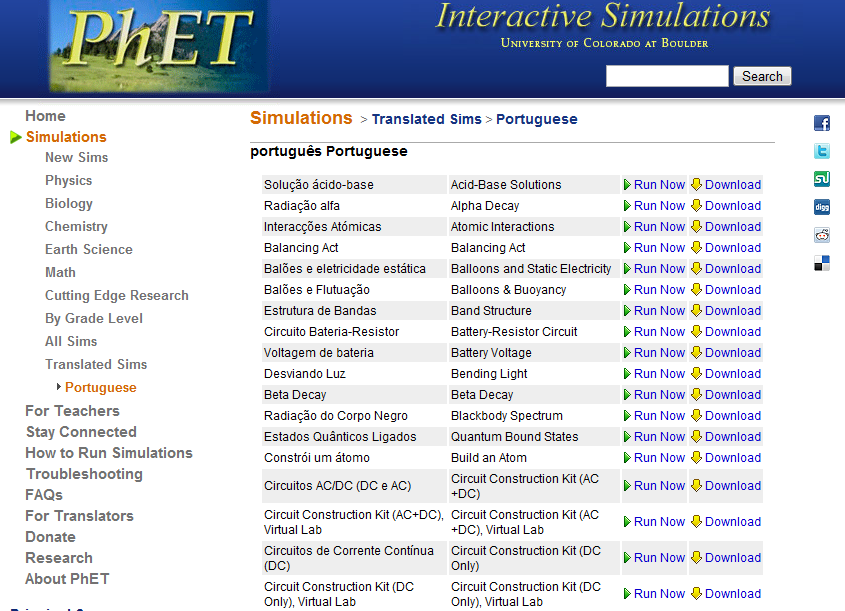 PhET
Interactive Simulations
University of Colorado at Boulder
Search
Home
Simulations
New Sims
Physics
Biology
Chemistry
Earth Science
Math
Cutting Edge Research
By Grade Level
All Sims
Translated Sims
Portuguese
For Teachers
Stay Connected
How to Run Simulations
Troubleshooting
FAQs
For Translators
Donate
Research
About PhET
Simulations > Translated Sims > Portuguese
português Portuguese
Solução ácido-base Acid-Base Solutions Run Now Download
Radiação alfa Alpha Decay Run Now Download
Interacções Atómicas Atomic Interactions Run Now Download
Balancing Act Balancing Act Run Now Download
Balões e eletricidade estática Balloons and Static Electricity Run Now Download
Balões e Flutuação Balloons & Buoyancy Run Now Download
Estrutura de Bandas Band Structure Run Now Download
Circuito Bateria-Resistor Battery-Resistor Circuit Run Now Download
Voltagem de bateria Battery Voltage Run Now Download
Desviando Luz Bending Light Run Now Download
Beta Decay Beta Decay Run Now Download
Radiação do Corpo Negro Blackbody Spectrum Run Now Download
Estados Quânticos Ligados Quantum Bound States Run Now Download
Constrói um átomo Build an Atom Run Now Download
Circuitos AC/DC (DC e AC) Circuit Construction Kit (AC
+DC) Run Now Download
Circuit Construction Kit (AC+DC), Circuit Construction Kit (AC
Virtual Lab +DC), Virtual Lab Run Now Download
Circuitos de Corrente Contínua Circuit Construction Kit (DC
(DC) Only) Run Now Download
Circuit Construction Kit (DC Circuit Construction Kit (DC
Only), Virtual Lab Only), Virtual Lab Run Now Download
f
t
su
digg